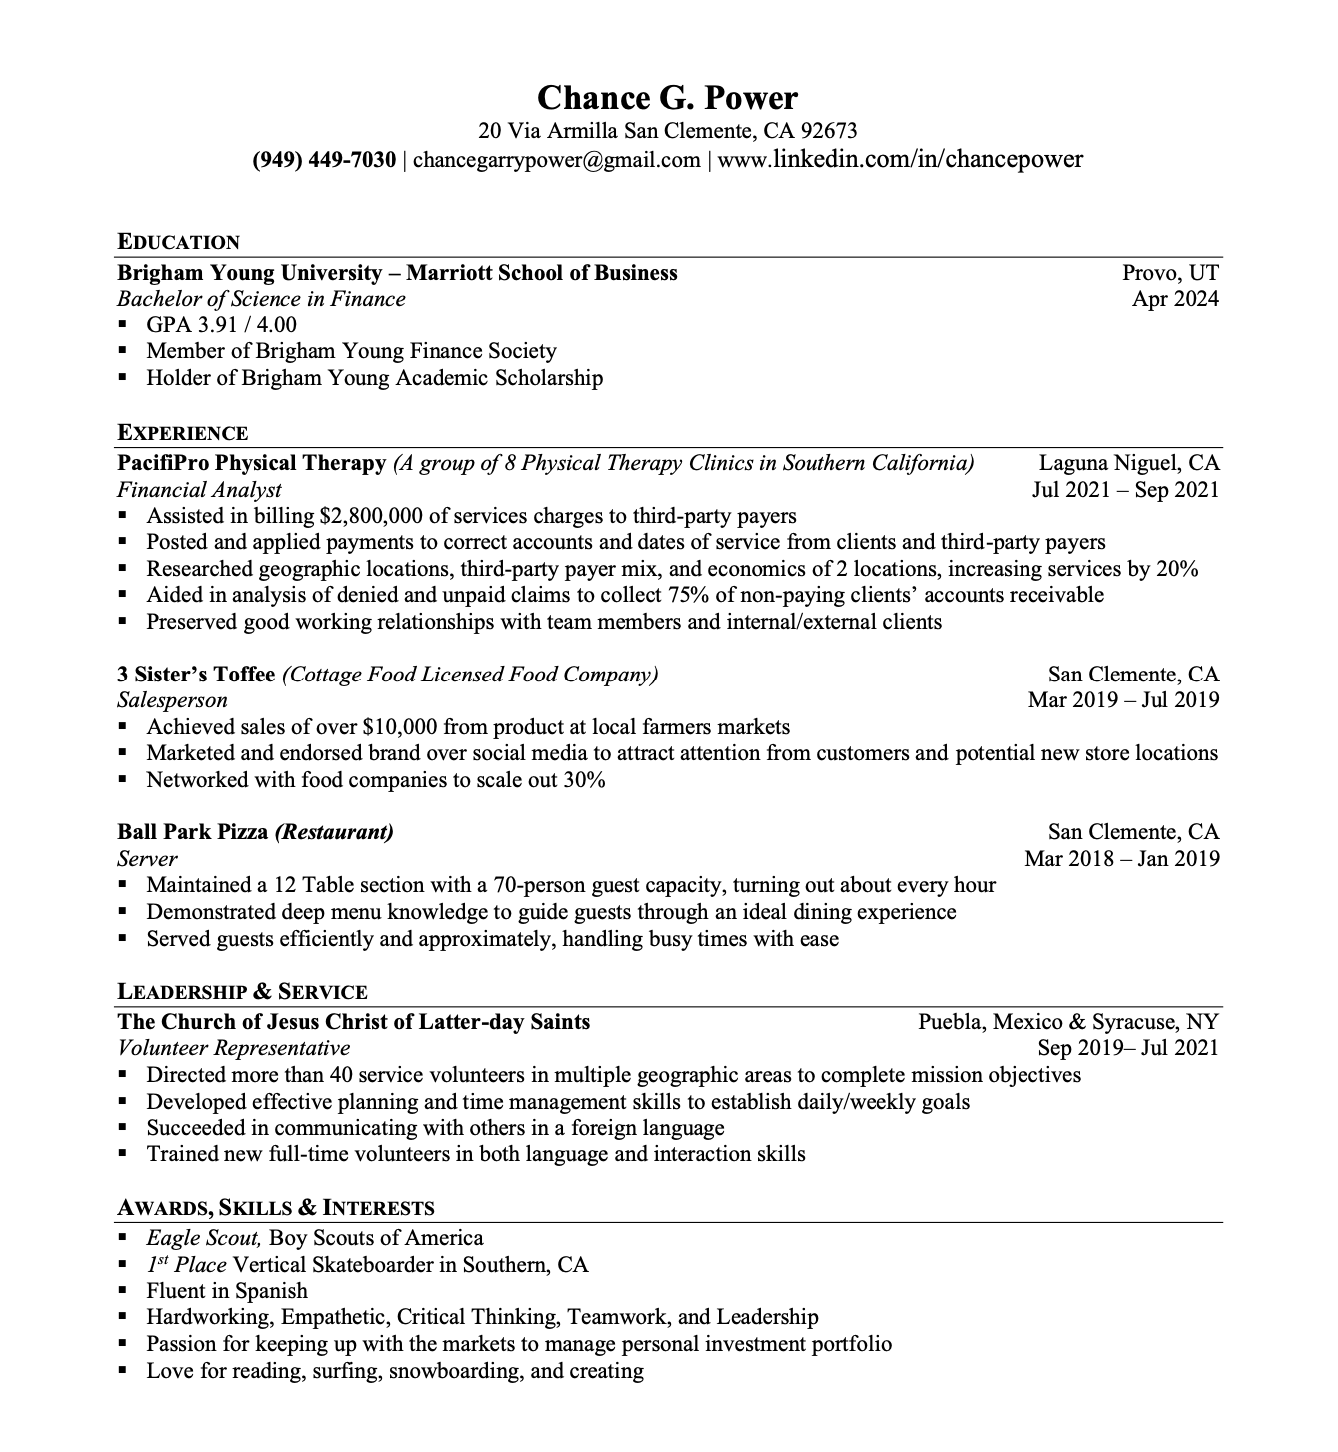 Chance G. Power
20 Via Armilla San Clemente, CA 92673
(949) 449-7030 | chancegarrypower@gmail.com | www.linkedin.com/in/chancepower
EDUCATION
Brigham Young University – Marriott School of Business Provo, UT
Bachelor of Science in Finance Apr 2024
▪ GPA 3.91 / 4.00
▪ Member of Brigham Young Finance Society
▪ Holder of Brigham Young Academic Scholarship
EXPERIENCE
PacifiPro Physical Therapy (A group of 8 Physical Therapy Clinics in Southern California) Laguna Niguel, CA
Financial Analyst Jul 2021 – Sep 2021
▪ Assisted in billing $2,800,000 of services charges to third-party payers
▪ Posted and applied payments to correct accounts and dates of service from clients and third-party payers
▪ Researched geographic locations, third-party payer mix, and economics of 2 locations, increasing services by 20%
▪ Aided in analysis of denied and unpaid claims to collect 75% of non-paying clients’ accounts receivable
▪ Preserved good working relationships with team members and internal/external clients
3 Sister’s Toffee (Cottage Food Licensed Food Company) San Clemente, CA
Salesperson Mar 2019 – Jul 2019
▪ Achieved sales of over $10,000 from product at local farmers markets
▪ Marketed and endorsed brand over social media to attract attention from customers and potential new store locations
▪ Networked with food companies to scale out 30%
Ball Park Pizza (Restaurant) San Clemente, CA
Server Mar 2018 – Jan 2019
▪ Maintained a 12 Table section with a 70-person guest capacity, turning out about every hour
▪ Demonstrated deep menu knowledge to guide guests through an ideal dining experience
▪ Served guests efficiently and approximately, handling busy times with ease
LEADERSHIP & SERVICE
The Church of Jesus Christ of Latter-day Saints Puebla, Mexico & Syracuse, NY
Volunteer Representative Sep 2019– Jul 2021
▪ Directed more than 40 service volunteers in multiple geographic areas to complete mission objectives
▪ Developed effective planning and time management skills to establish daily/weekly goals
▪ Succeeded in communicating with others in a foreign language
▪ Trained new full-time volunteers in both language and interaction skills
AWARDS, SKILLS & INTERESTS
▪ Eagle Scout, Boy Scouts of America
▪ 1st Place Vertical Skateboarder in Southern, CA
▪ Fluent in Spanish
▪ Hardworking, Empathetic, Critical Thinking, Teamwork, and Leadership
▪ Passion for keeping up with the markets to manage personal investment portfolio
▪ Love for reading, surfing, snowboarding, and creating